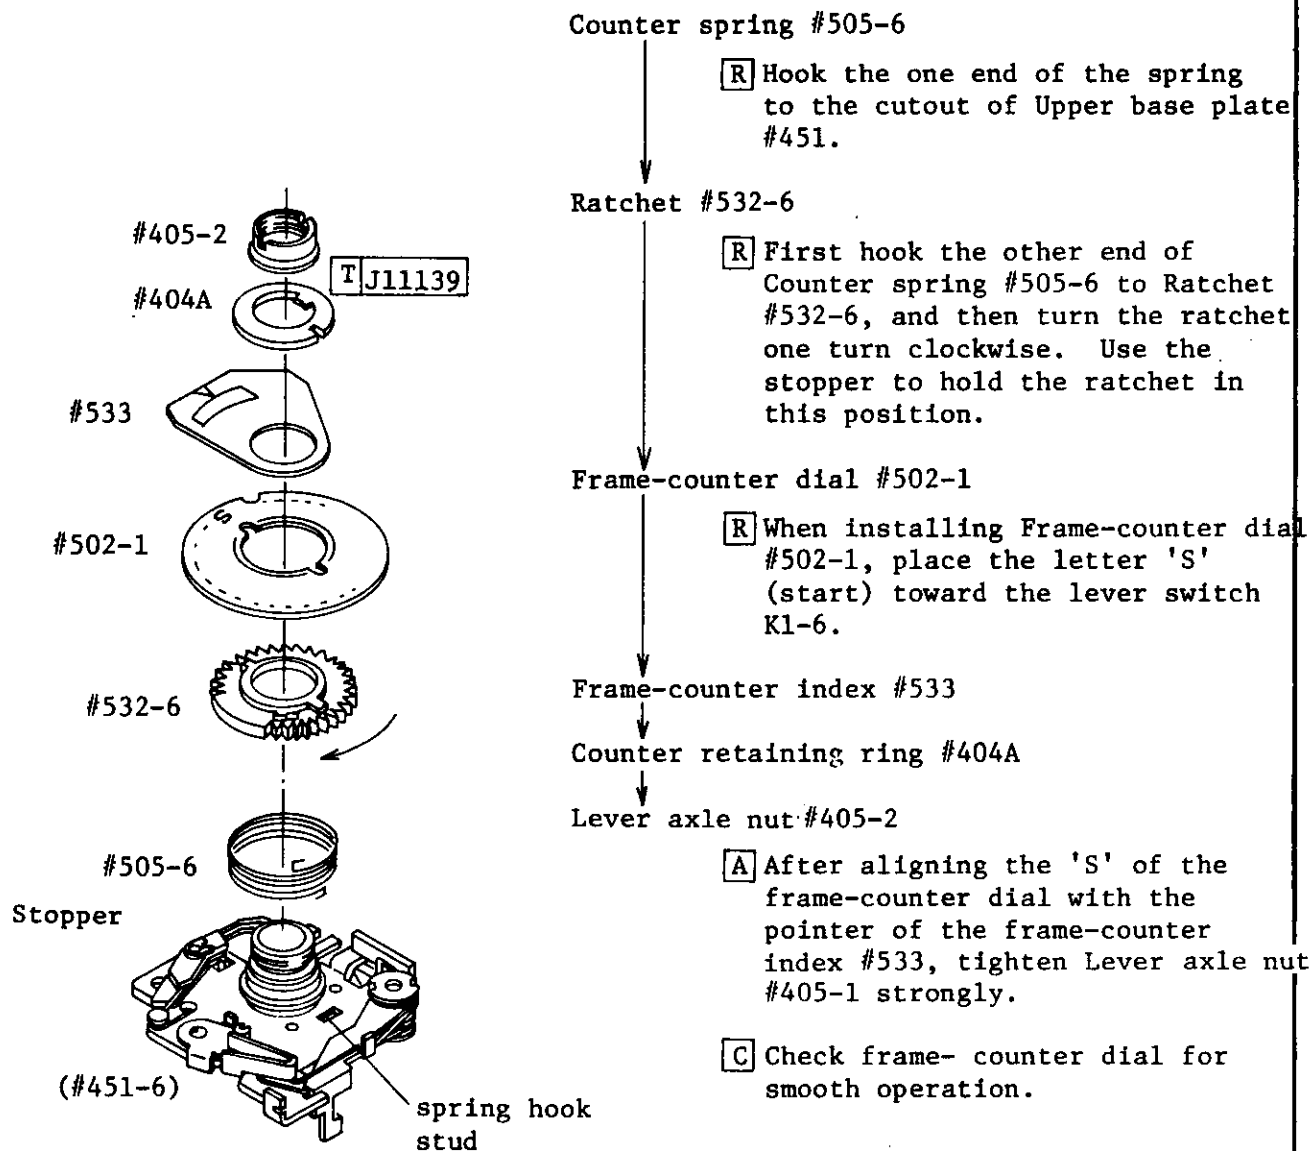 Counter spring #505-6
R Hook the one end of the spring
to the cutout of Upper base plate
#451.
Ratchet #532-6
R First hook the other end of
Counter spring #505-6 to Ratchet
#532-6, and then turn the ratchet
one turn clockwise. Use the
stopper to hold the ratchet in
this position.
Frame-counter dial #502-1
R When installing Frame-counter dial
#502-1, place the letter 'S'
(start) toward the lever switch
K1-6.
Frame-counter index #533
Counter retaining ring #404A
Lever axle nut #405-2
A After aligning the 'S' of the
frame-counter dial with the
pointer of the frame-counter
index #533, tighten Lever axle nut
#405-1 strongly.
C Check frame- counter dial for
smooth operation.
#405-2
T J11139
#404A
#533
S
#502-1
#532-6
#505-6
Stopper
(#451-6)
spring hook
stud